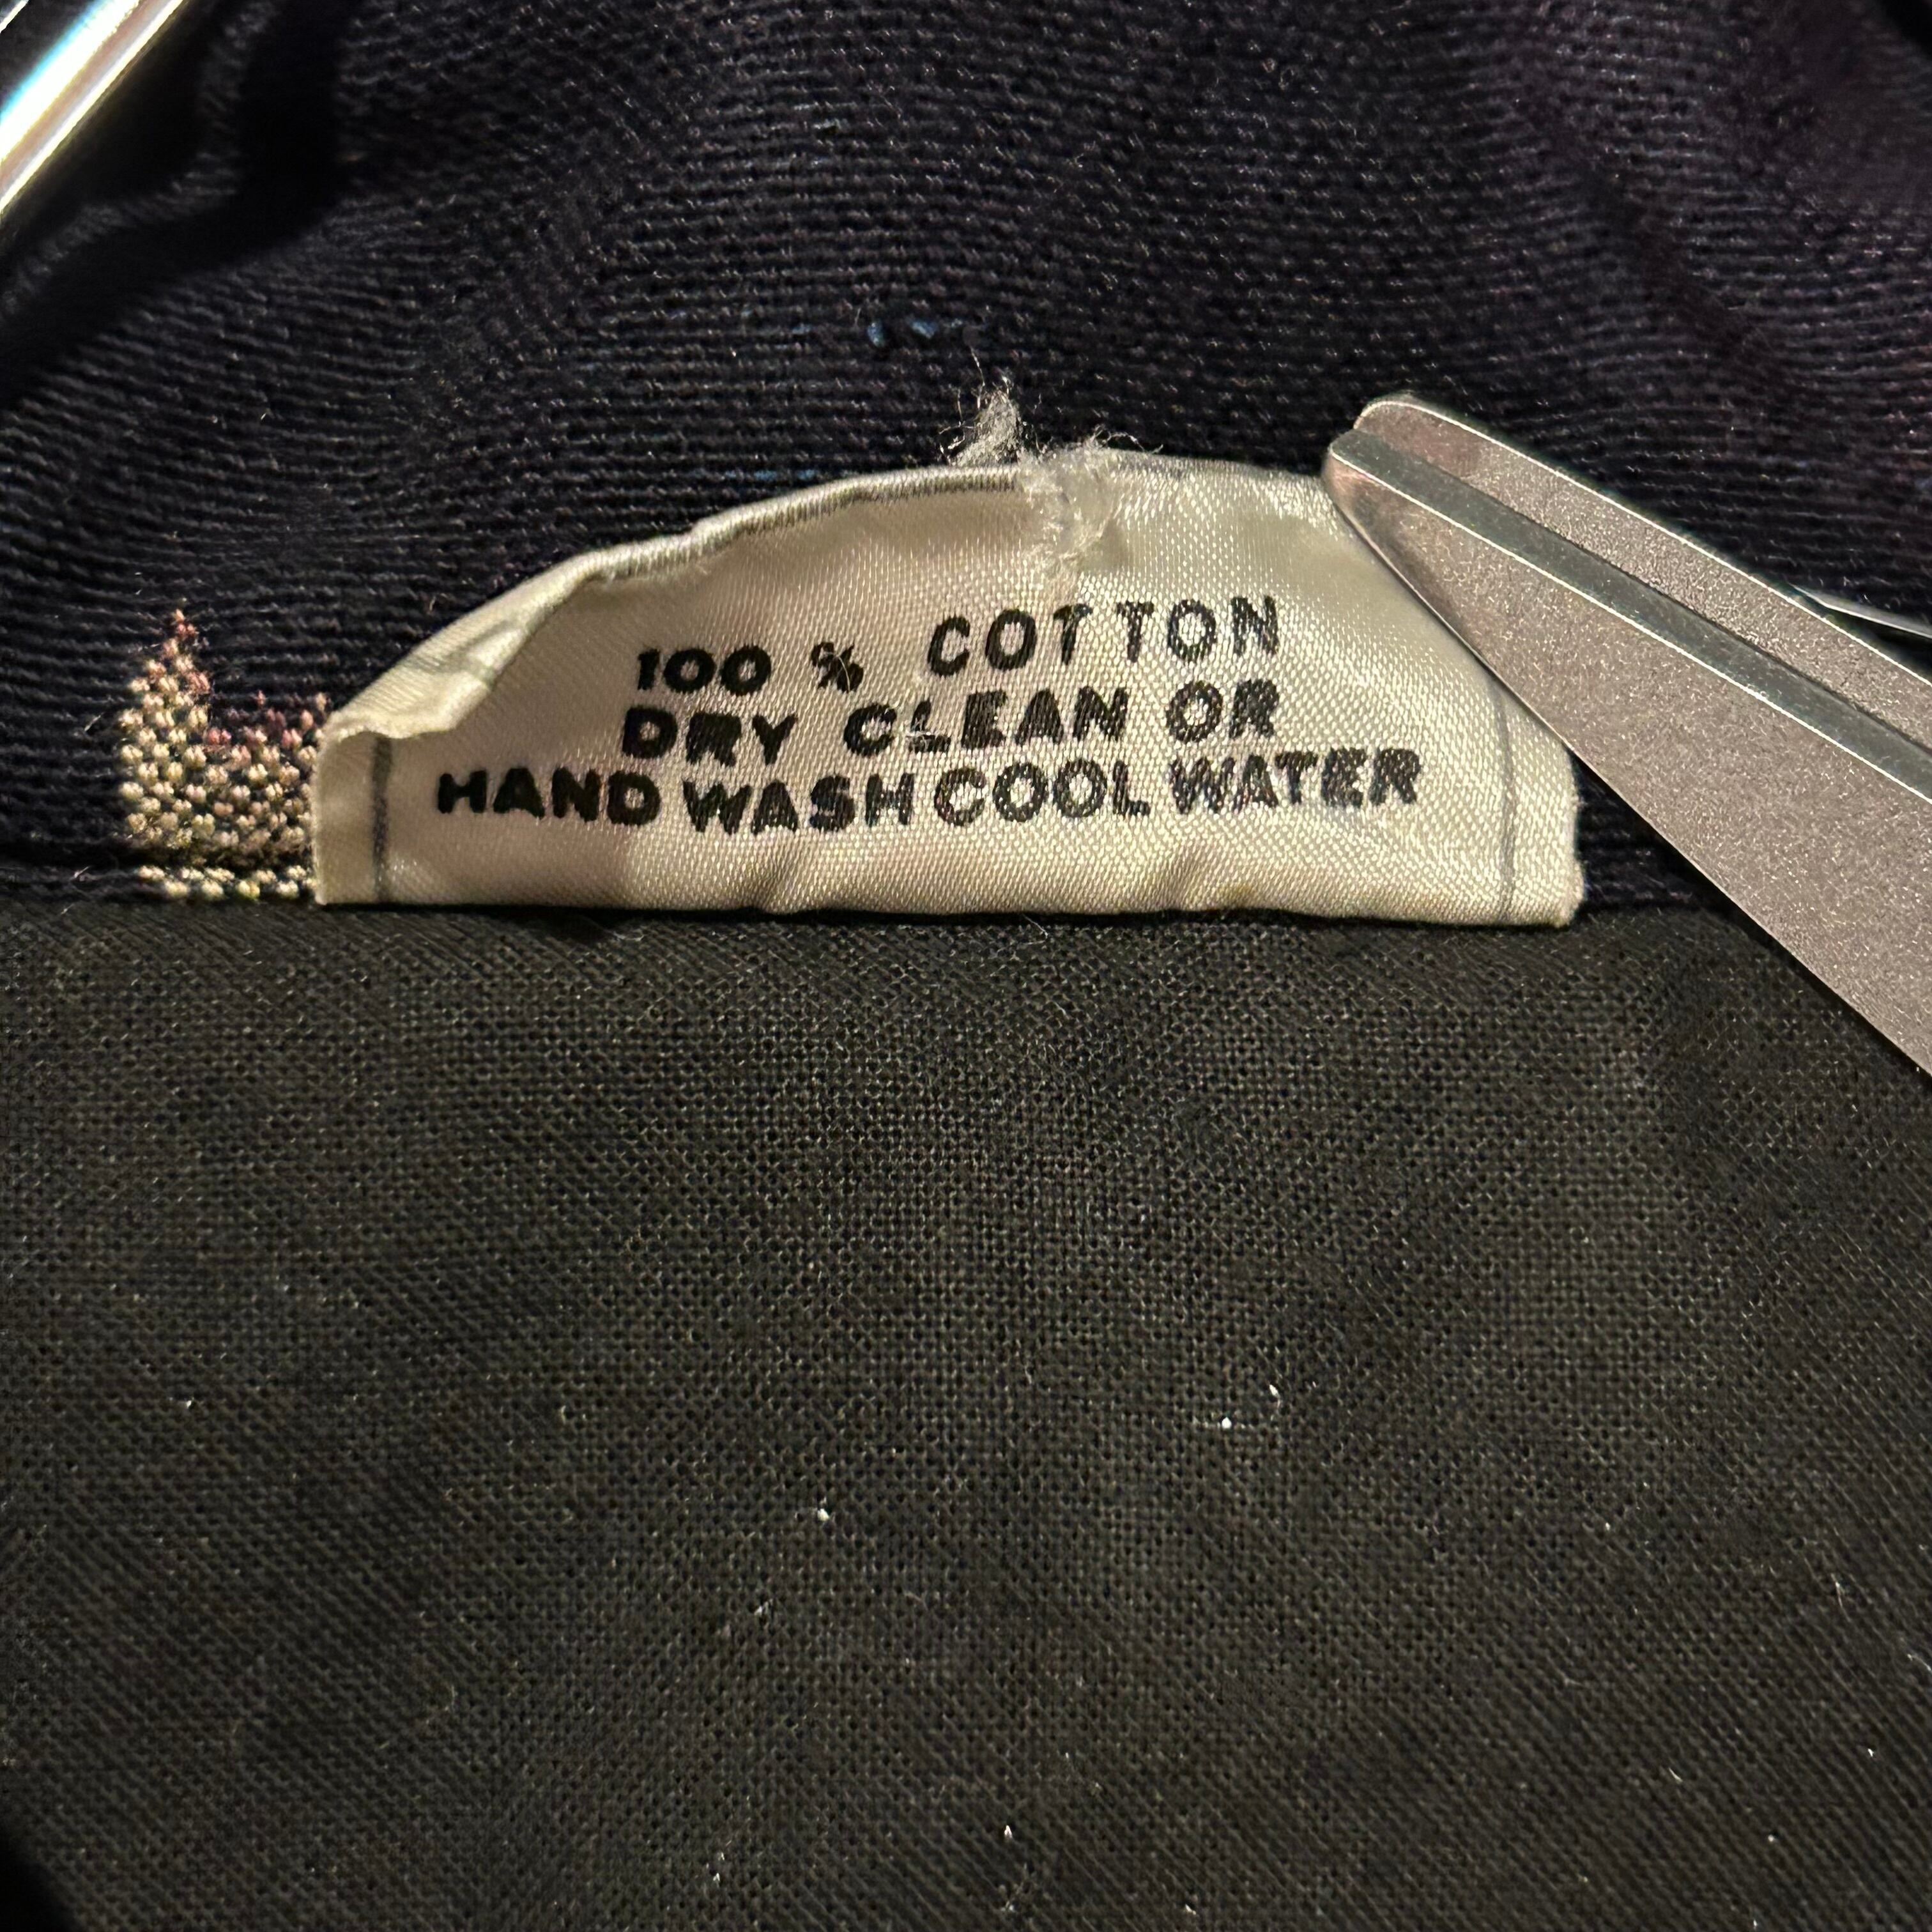 100 % COTTON
DRY CLEAN OR
HAND WASH COOL WATER